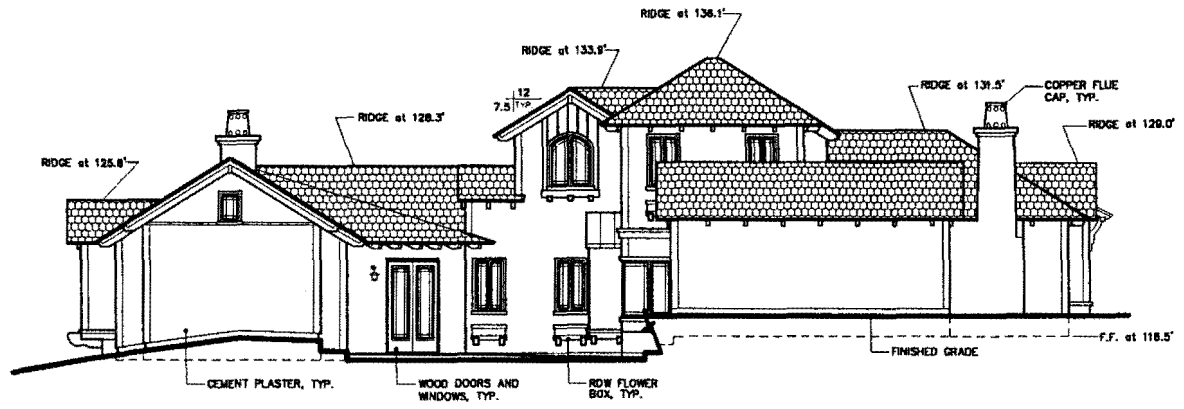 RIDGE at 136.1'
RIDGE at 133.9'
12
7.5 TYP
RIDGE at 131.5'
COPPER FLUE
CAP, TYP.
RIDGE at 128.3'
RIDGE at 129.0'
RIDGE at 125.8'
F.F. at 116.5'
FINISHED GRADE
CEMENT PLASTER, TYP.
WOOD DOORS AND
WINDOWS, TYP.
RDW FLOWER
BOX, TYP.